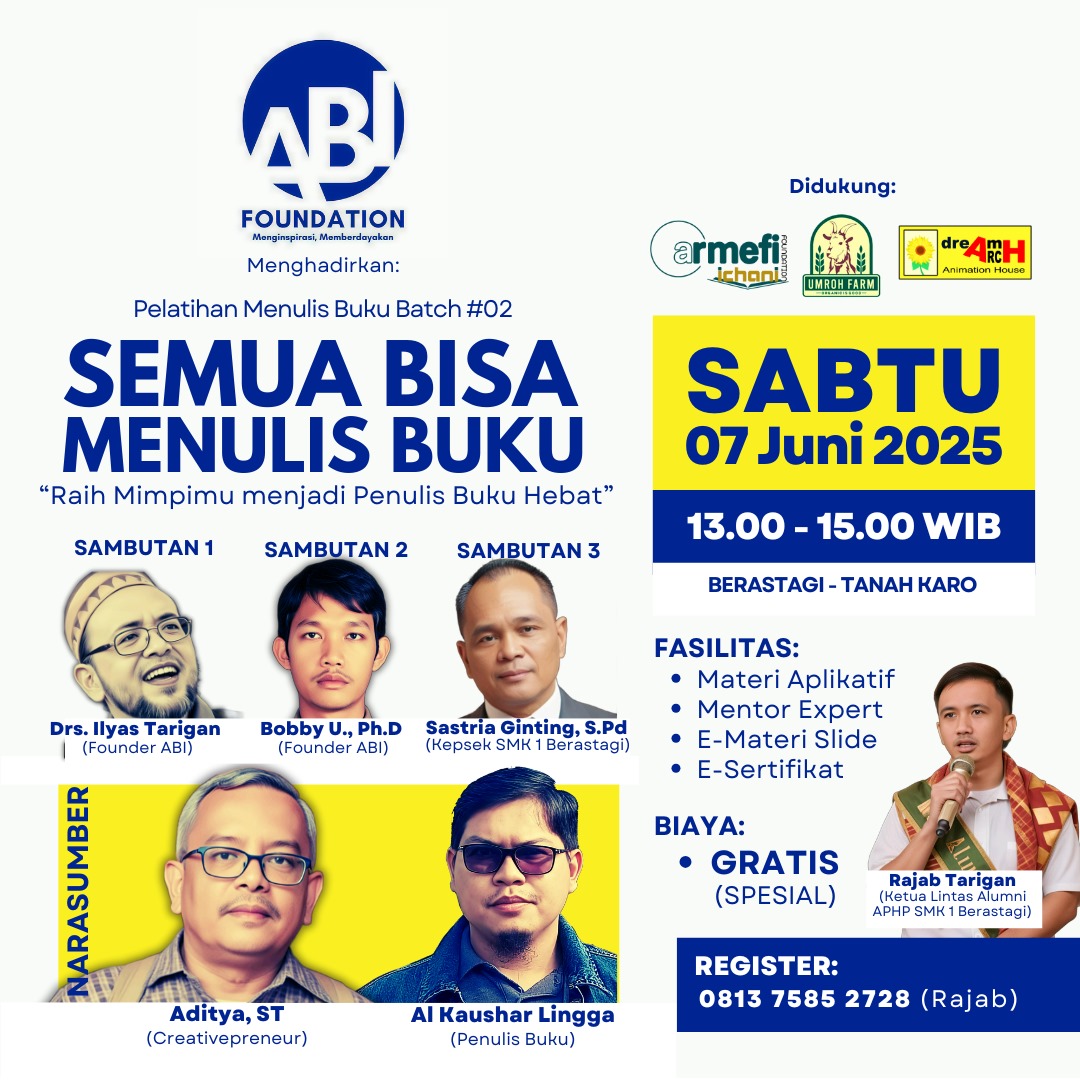 ABI
FOUNDATION
Menginspirasi, Memberdayakan
Menghadirkan:
Pelatihan Menulis Buku Batch #02
SEMUA BISA
MENULIS BUKU
“Raih Mimpimu menjadi Penulis Buku Hebat”
SAMBUTAN 1
SAMBUTAN 2
SAMBUTAN 3
Drs. Ilyas Tarigan
(Founder ABI)
Bobby U., Ph.D
(Founder ABI)
Sastria Ginting, S.Pd
(Kepsek SMK 1 Berastagi)
NARASUMBER
Aditya, ST
(Creativepreneur)
Al Kaushar Lingga
(Penulis Buku)
Didukung:
armefi
ichani
FOUNDATION
UMROH FARM
dreAmARCH
Animation House
SABTU
07 Juni 2025
13.00 - 15.00 WIB
BERASTAGI - TANAH KARO
FASILITAS:
• Materi Aplikatif
• Mentor Expert
• E-Materi Slide
• E-Sertifikat
BIAYA:
• GRATIS
(SPESIAL)
Rajab Tarigan
(Ketua Lintas Alumni
APHP SMK 1 Berastagi)
REGISTER:
0813 7585 2728 (Rajab)